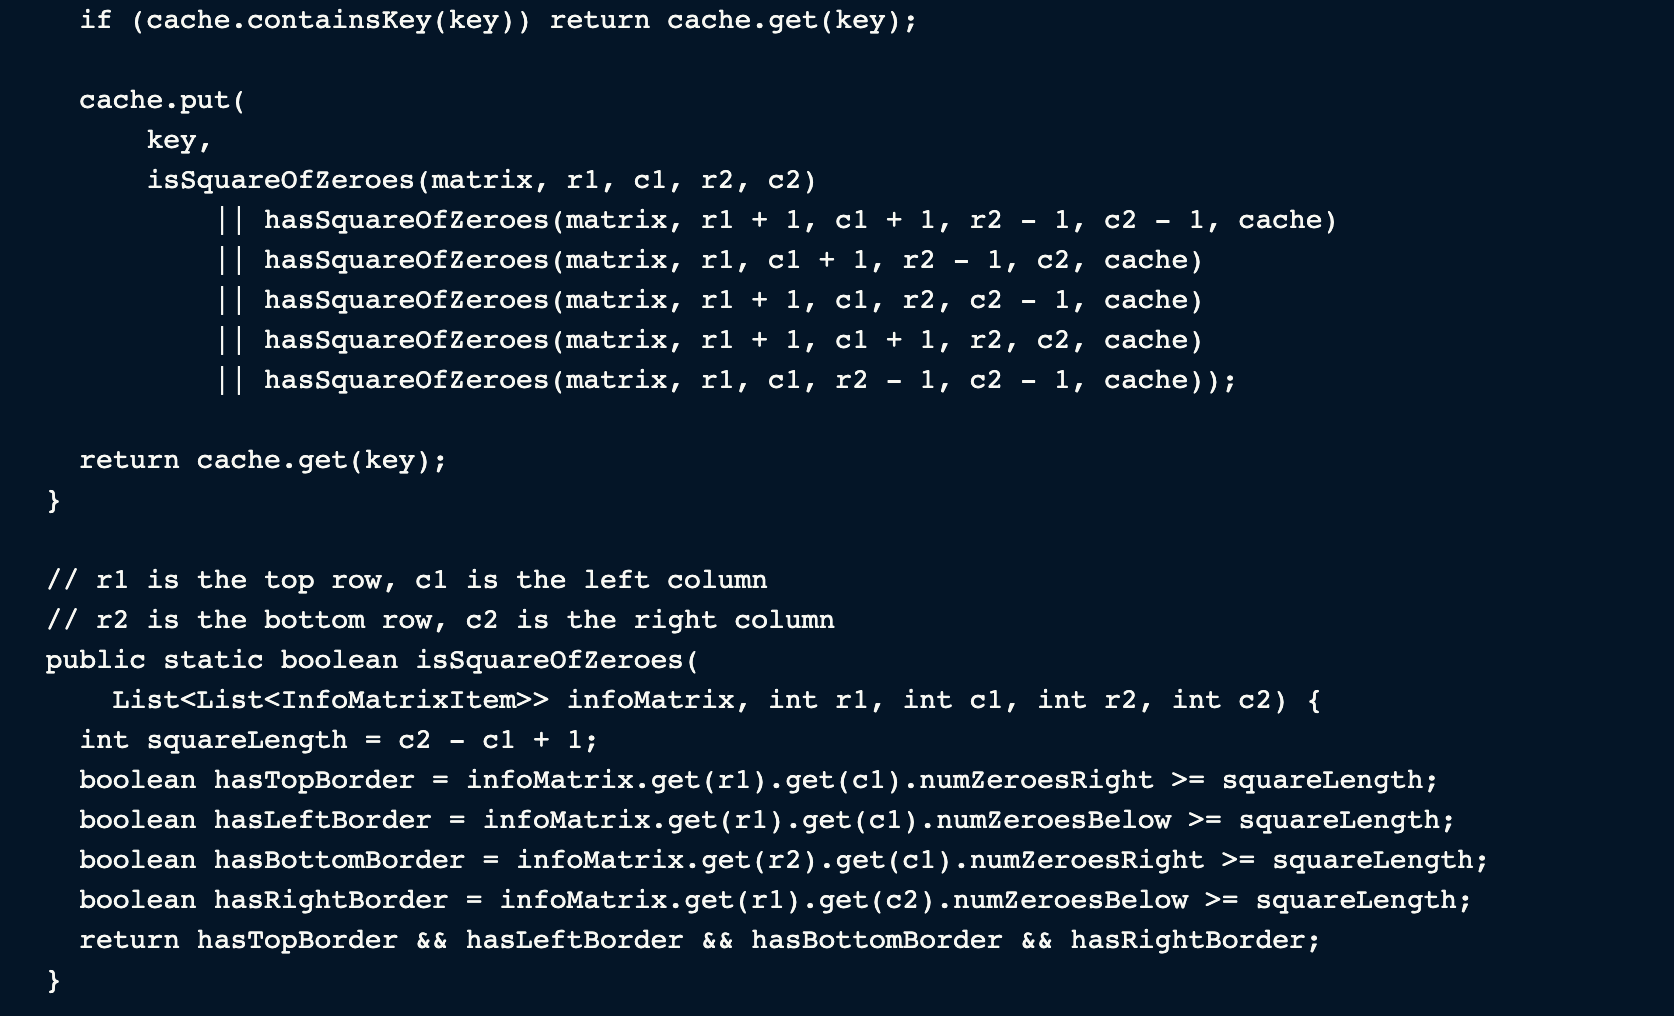 if (cache.containsKey(key)) return cache.get(key);
cache.put(
key,
isSquareOfZeroes(matrix, r1, c1, r2, c2)
|| hasSquareOfZeroes(matrix, r1 + 1, c1 + 1, r2 - 1, c2 - 1, cache)
|| hasSquareOfZeroes(matrix, r1, c1 + 1, r2 - 1, c2, cache)
|| hasSquareOfZeroes(matrix, r1 + 1, c1, r2, c2 - 1, cache)
|| hasSquareOfZeroes(matrix, r1 + 1, c1 + 1, r2, c2, cache)
|| hasSquareOfZeroes(matrix, r1, c1, r2 - 1, c2 - 1, cache));
return cache.get(key);
}
// r1 is the top row, c1 is the left column
// r2 is the bottom row, c2 is the right column
public static boolean isSquareOfZeroes(
List<List<InfoMatrixItem>> infoMatrix, int r1, int c1, int r2, int c2) {
int squareLength = c2 - c1 + 1;
boolean hasTopBorder = infoMatrix.get(r1).get(c1).numZeroesRight >= squareLength;
boolean hasLeftBorder = infoMatrix.get(r1).get(c1).numZeroesBelow >= squareLength;
boolean hasBottomBorder = infoMatrix.get(r2).get(c1).numZeroesRight >= squareLength;
boolean hasRightBorder = infoMatrix.get(r1).get(c2).numZeroesBelow >= squareLength;
return hasTopBorder && hasLeftBorder && hasBottomBorder && hasRightBorder;
}